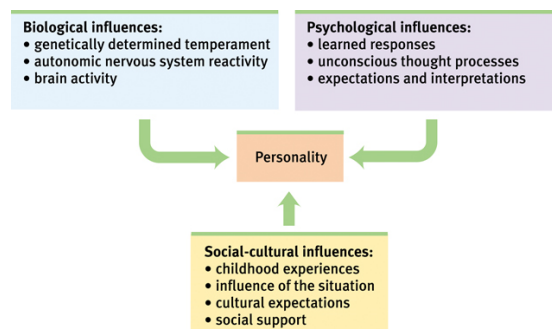 Biological influences:
• genetically determined temperament
• autonomic nervous system reactivity
• brain activity
Psychological influences:
• learned responses
• unconscious thought processes
• expectations and interpretations
Personality
Social-cultural influences:
• childhood experiences
• influence of the situation
• cultural expectations
• social support